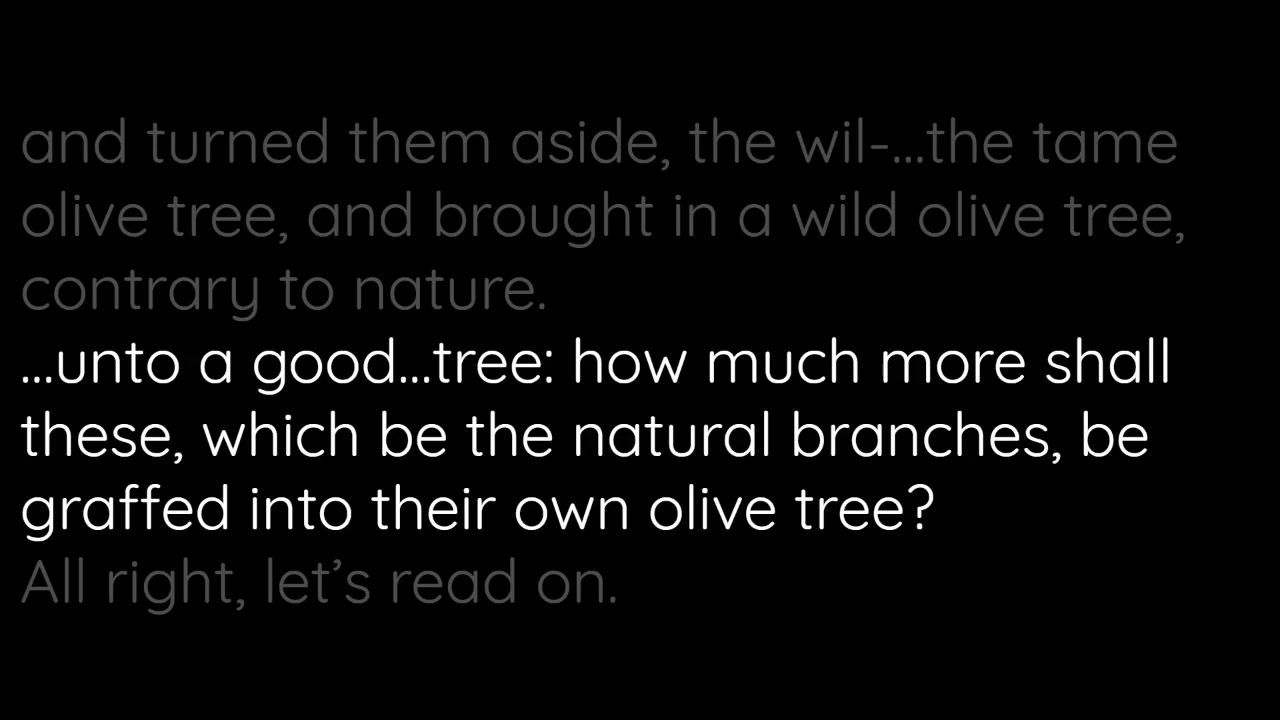 and turned them aside, the wil-...the tame
olive tree, and brought in a wild olive tree,
contrary to nature.
...unto a good...tree: how much more shall
these, which be the natural branches, be
graffed into their own olive tree?
All right, let’s read on.